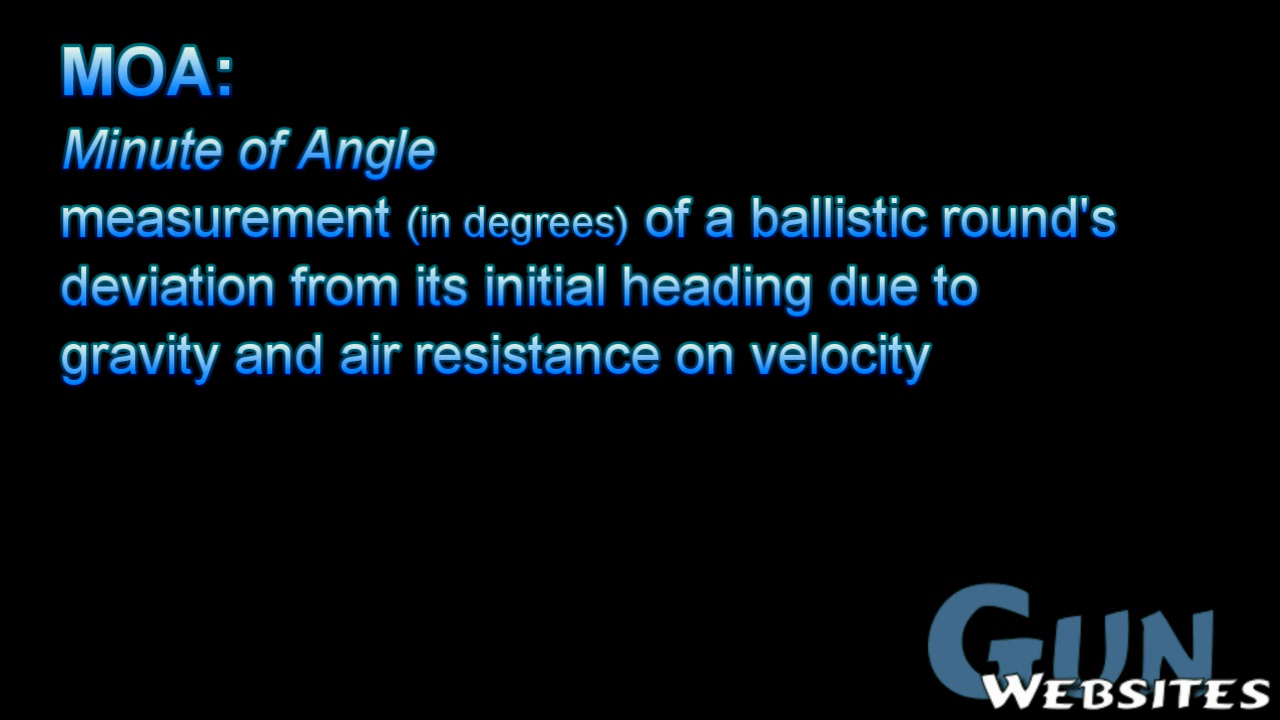 MOA:
Minute of Angle
measurement (in degrees) of a ballistic round's
deviation from its initial heading due to
gravity and air resistance on velocity
GUN
WEBSITES